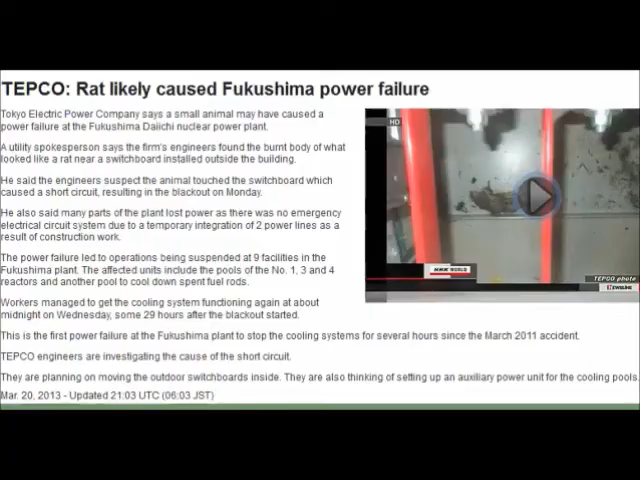 TEPCO: Rat likely caused Fukushima power failure
Tokyo Electric Power Company says a small animal may have caused a
power failure at the Fukushima Daiichi nuclear power plant.
A utility spokesperson says the firm's engineers found the burnt body of what
looked like a rat near a switchboard installed outside the building.
He said the engineers suspect the animal touched the switchboard which
caused a short circuit, resulting in the blackout on Monday.
He also said many parts of the plant lost power as there was no emergency
electrical circuit system due to a temporary integration of 2 power lines as a
result of construction work.
The power failure led to operations being suspended at 9 facilities in the
Fukushima plant. The affected units include the pools of the No. 1, 3 and 4
reactors and another pool to cool down spent fuel rods.
Workers managed to get the cooling system functioning again at about
midnight on Wednesday, some 29 hours after the blackout started.
This is the first power failure at the Fukushima plant to stop the cooling systems for several hours since the March 2011 accident.
TEPCO engineers are investigating the cause of the short circuit.
They are planning on moving the outdoor switchboards inside. They are also thinking of setting up an auxiliary power unit for the cooling pools.
Mar. 20, 2013 - Updated 21:03 UTC (06:03 JST)
HD
NHK WORLD
TEPCO photo
NEWSLINE